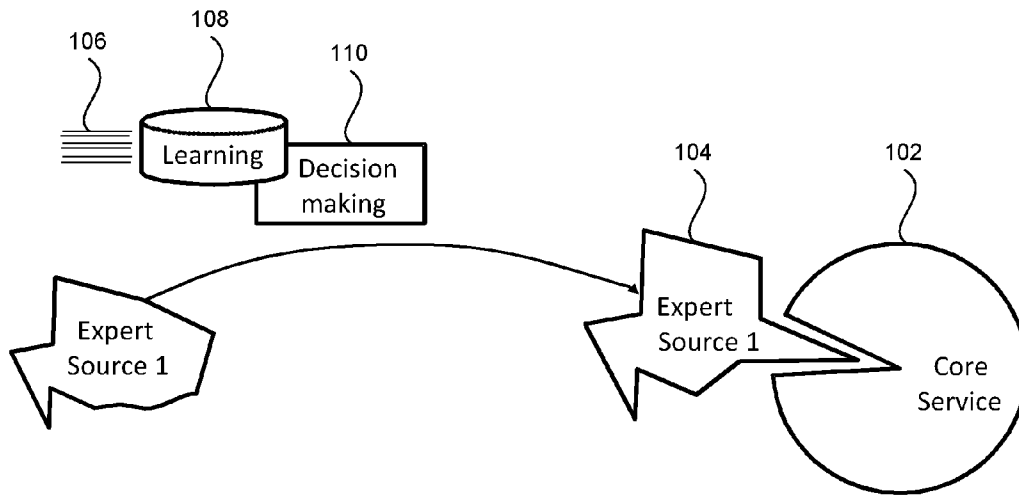 106
108
110
Learning
Decision
making
104
102
Expert
Source 1
Expert
Source 1
Core
Service